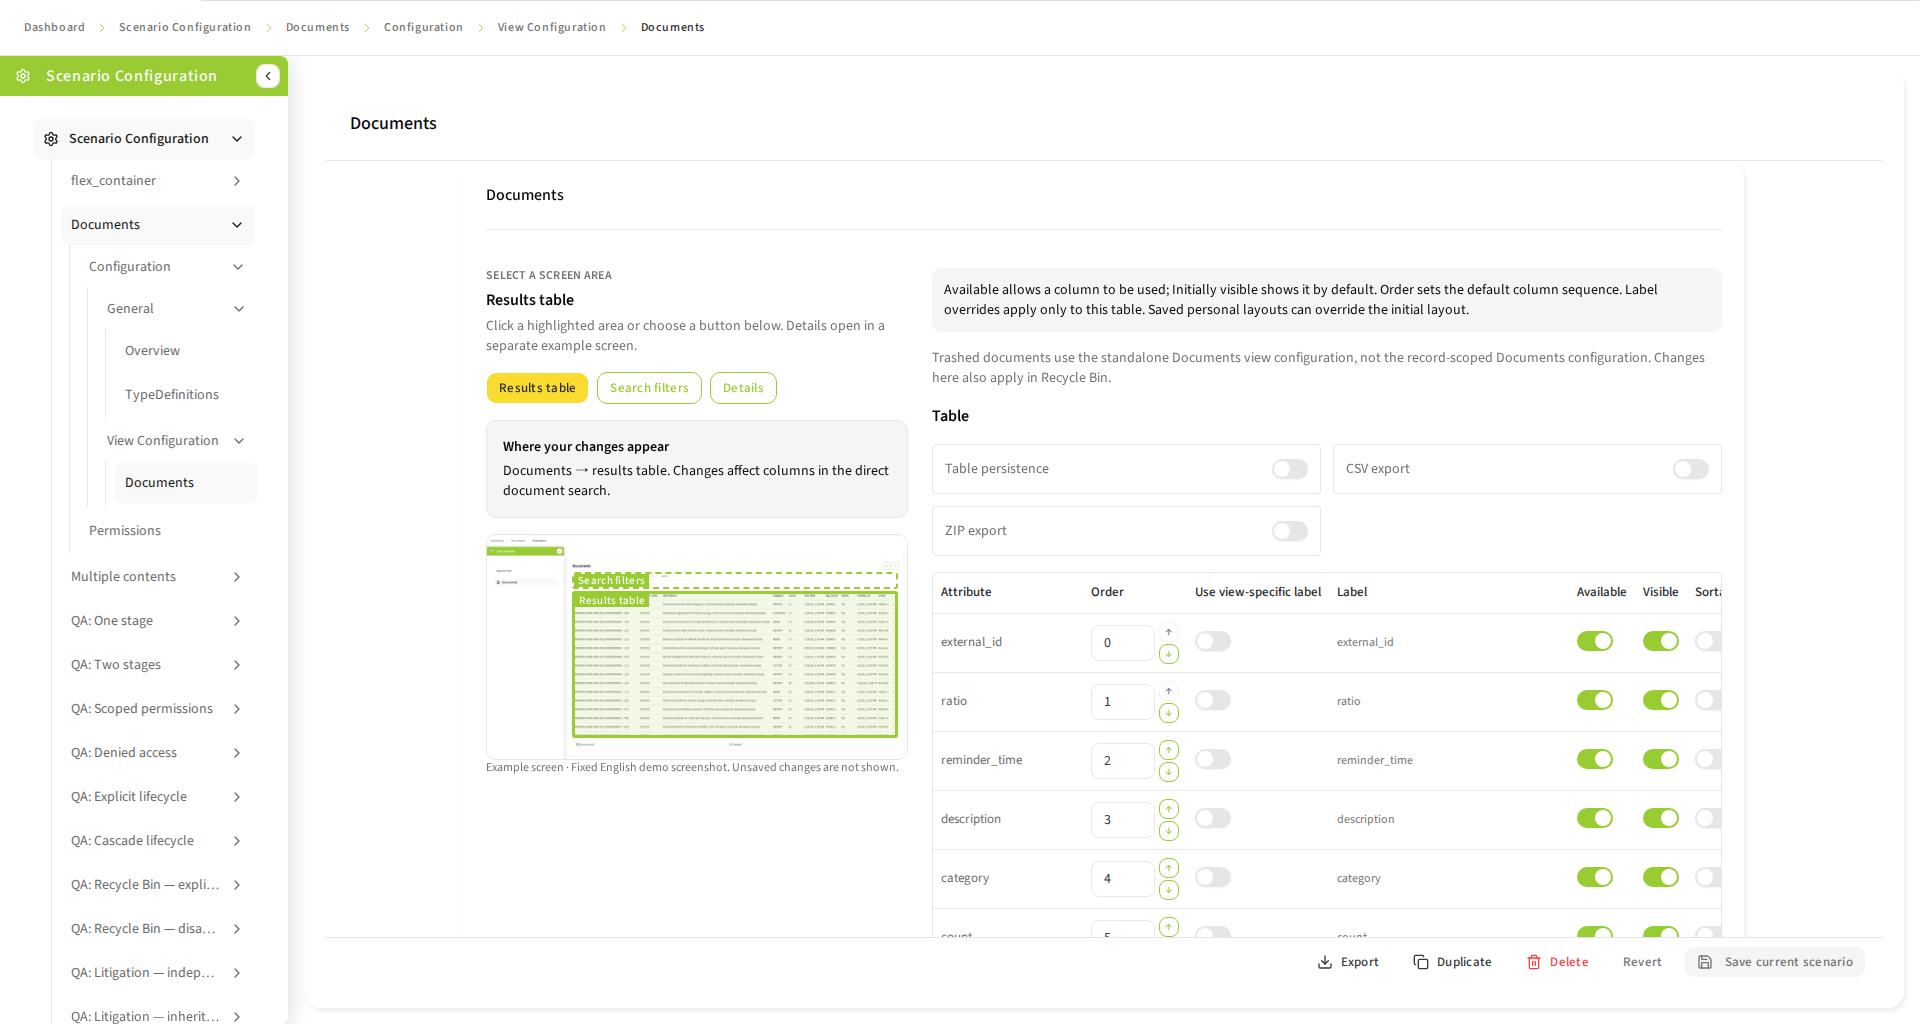 Dashboard > Scenario Configuration > Documents > Configuration > View Configuration > Documents
Scenario Configuration
Scenario Configuration
flex_container
Documents
Configuration
General
Overview
TypeDefinitions
View Configuration
Documents
Permissions
Multiple contents
QA: One stage
QA: Two stages
QA: Scoped permissions
QA: Denied access
QA: Explicit lifecycle
QA: Cascade lifecycle
QA: Recycle Bin — expli…
QA: Recycle Bin — disa…
QA: Litigation — indep…
QA: Litigation — inherit…
Documents
Documents
SELECT A SCREEN AREA
Results table
Click a highlighted area or choose a button below. Details open in a
separate example screen.
Results table Search filters Details
Where your changes appear
Documents → results table. Changes affect columns in the direct
document search.
Search filters
Results table
Example screen · Fixed English demo screenshot. Unsaved changes are not shown.
Available allows a column to be used; Initially visible shows it by default. Order sets the default column sequence. Label
overrides apply only to this table. Saved personal layouts can override the initial layout.
Trashed documents use the standalone Documents view configuration, not the record-scoped Documents configuration. Changes
here also apply in Recycle Bin.
Table
Table persistence CSV export
ZIP export
Attribute Order Use view-specific label Label Available Visible Sorta
external_id 0 external_id
ratio 1 ratio
reminder_time 2 reminder_time
description 3 description
category 4 category
count 5 count
Export Duplicate Delete Revert Save current scenario